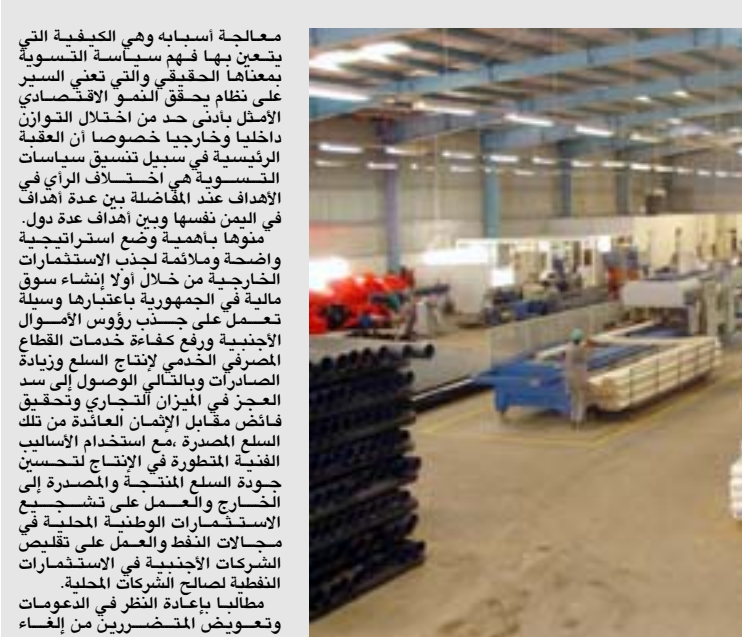 معالجة أسبابه وهي الكيفية التي
يتعين بها فهم سياسة التسوية
بمعناها الحقيقي والتي تعني السير
على نظام يحقق النمو الاقتصادي
الأمثل بأدنى حد من اختلال التوازن
داخليا وخارجيا خصوصا أن العقبة
الرئيسية في سبيل تنسيق سياسات
التسوية هي اختلاف الرأي في
الأهداف عند المفاضلة بين عدة أهداف
في اليمن نفسها وبين أهداف عدة دول.
منوها بأهمية وضع استراتيجية
واضحة وملائمة لجذب الاستثمارات
الخارجية من خلال أولا إنشاء سوق
مالية في الجمهورية باعتبارها وسيلة
تعمل على جذب رؤوس الأموال
الأجنبية ورفع كفاءة خدمات القطاع
المصرفي الخدمي لإنتاج السلع وزيادة
الصادرات وبالتالي الوصول إلى سد
العجز في الميزان التجاري وتحقيق
فائض مقابل الإثمان العائدة من تلك
السلع المصدرة ،مع استخدام الأساليب
الفنية المتطورة في الإنتاج لتحسين
جودة السلع المنتجة والمصدرة إلى
الخارج والعمل على تشجيع
الاستثمارات الوطنية المحلية في
مجالات النفط والعمل على تقليص
الشركات الأجنبية في الاستثمارات
النفطية لصالح الشركات المحلية.
مطالبا بإعادة النظر في الدعومات
وتعويض المتضررين من إلغاء